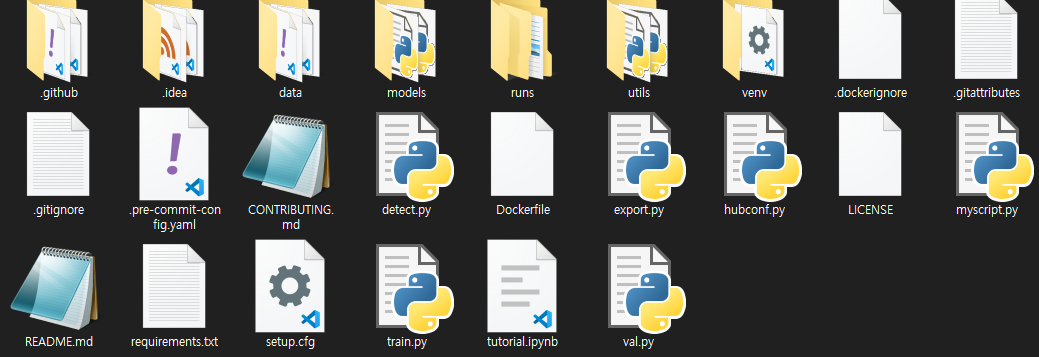 .github
.idea
data
models
runs
utils
venv
.dockerignore
.gitattributes
.gitignore
.pre-commit-con
fig.yaml
CONTRIBUTING.
md
detect.py
Dockerfile
export.py
hubconf.py
LICENSE
myscript.py
README.md
requirements.txt
setup.cfg
train.py
tutorial.ipynb
val.py